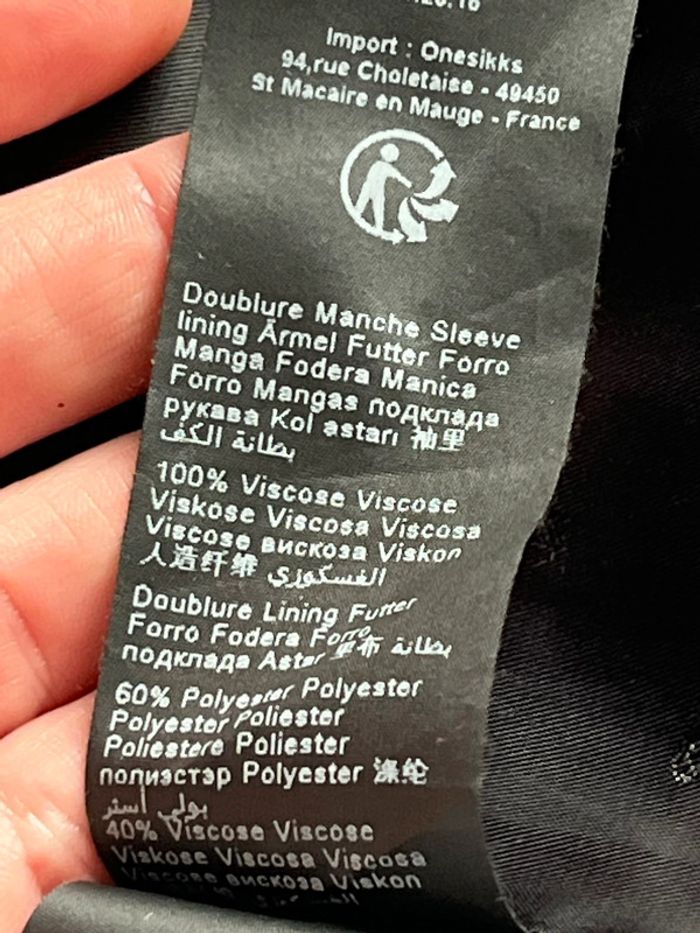 Import : Onesikks
94,rue Choletaise - 49450
St Macaire en Mauge - France
Doublure Manche Sleeve
lining Ärmel Futter Forro
Manga Fodera Manica
Forro Mangas подклада
рукава Kol astarı 袖里
بطانة الكف
100% Viscose Viscose
Viskose Viscosa Viscosa
Viscose вискоза Viskon
人造纤维 الفسكوزي
Doublure Lining Futter
Forro Fodera Forro
подклада Astar 里布 بطانة
60% Polyester Polyester
Polyester Poliester
Poliestere Poliester
полиэстэр Polyester 涤纶
بولي أستر
40% Viscose Viscose
Viskose Viscosa Viscosa
Viscose вискоза Viskon